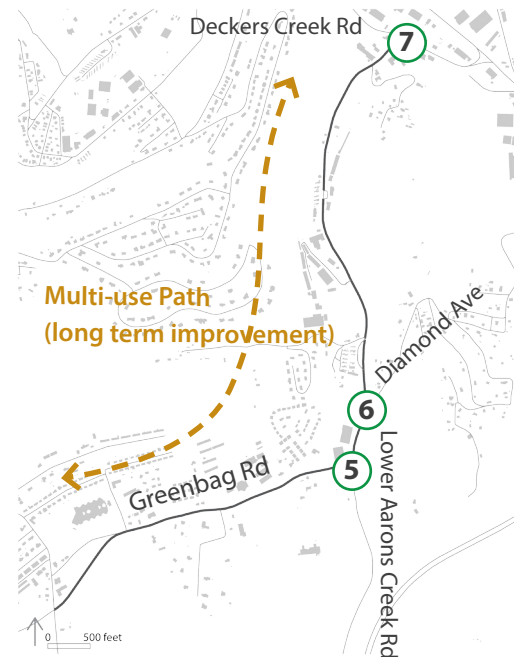 Deckers Creek Rd
7
Multi-use Path
(long term improvement)
Diamond Ave
6
5
Greenbag Rd
Lower Aarons Creek Rd
0 500 feet